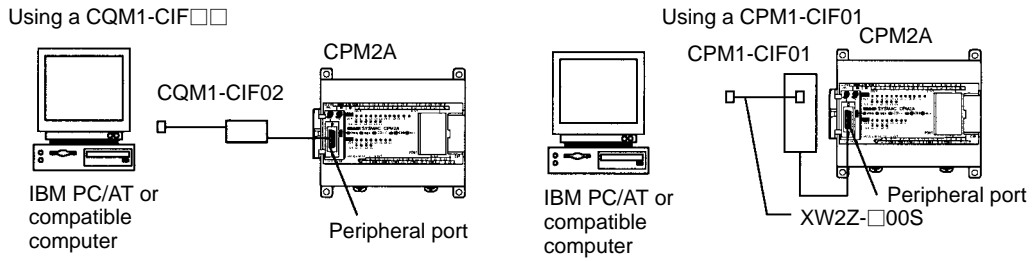 Using a CQM1-CIF□□
CPM2A
CQM1-CIF02
IBM PC/AT or
compatible
computer
Peripheral port
Using a CPM1-CIF01
CPM2A
CPM1-CIF01
IBM PC/AT or
compatible
computer
Peripheral port
XW2Z-□00S